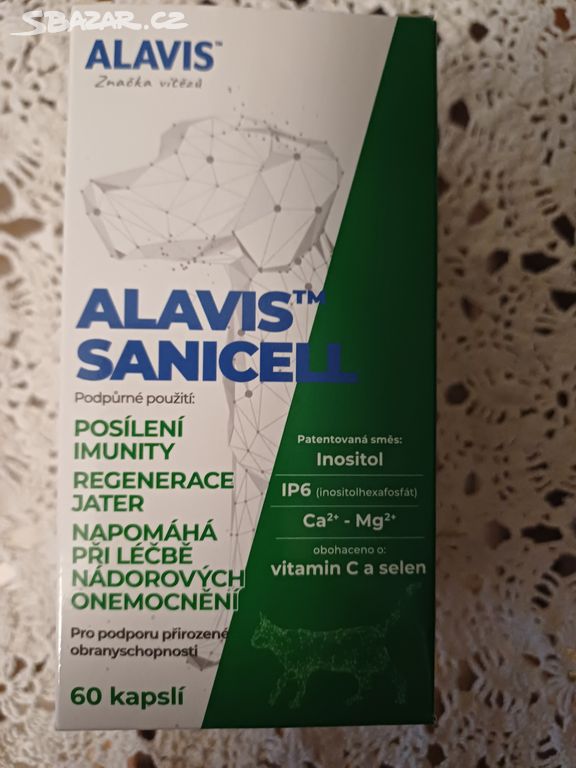 SBAZAR.CZ
ALAVIS™
Značka vítězů
ALAVIS™
SANICELL
Podpůrné použití:
POSÍLENÍ
IMUNITY
REGENERACE
JATER
NAPOMÁHÁ
PŘI LÉČBĚ
NÁDOROVÝCH
ONEMOCNĚNÍ
Pro podporu přirozené
obranyschopnosti
60 kapslí
Patentovaná směs:
Inositol
IP6 (inositolhexafosfát)
Ca²⁺ - Mg²⁺
obohaceno o:
vitamin C a selen